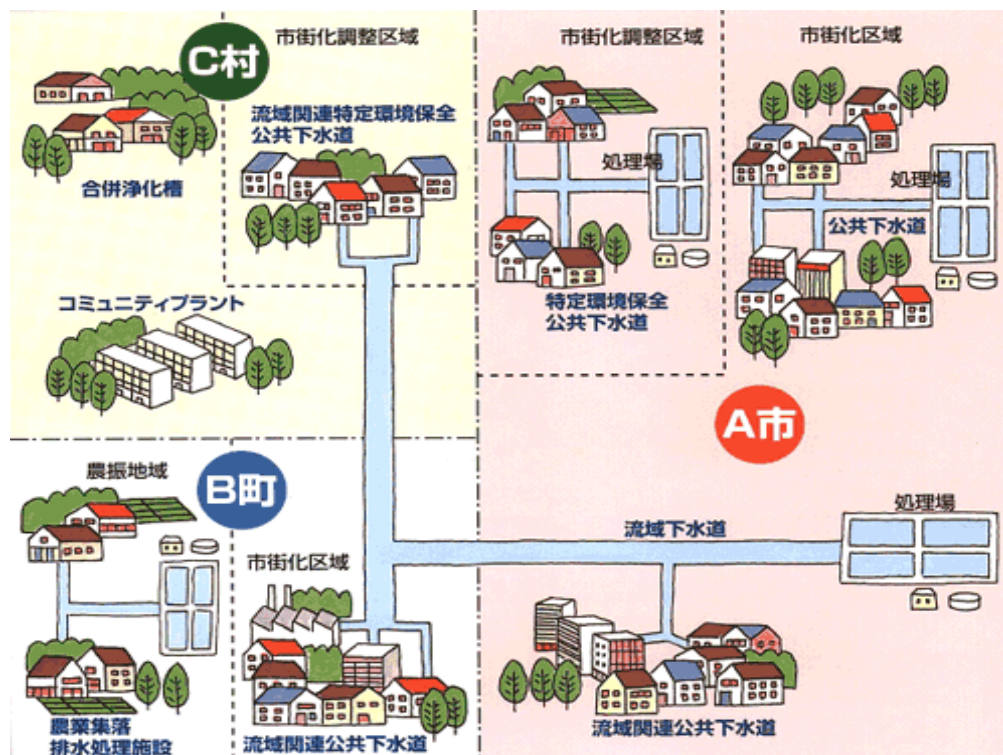 C村
市街化調整区域
流域関連特定環境保全
公共下水道
合併浄化槽
コミュニティプラント
市街化調整区域
処理場
特定環境保全
公共下水道
市街化区域
処理場
公共下水道
A市
B町
農振地域
農業集落
排水処理施設
市街化区域
流域関連公共下水道
流域下水道
処理場
流域関連公共下水道